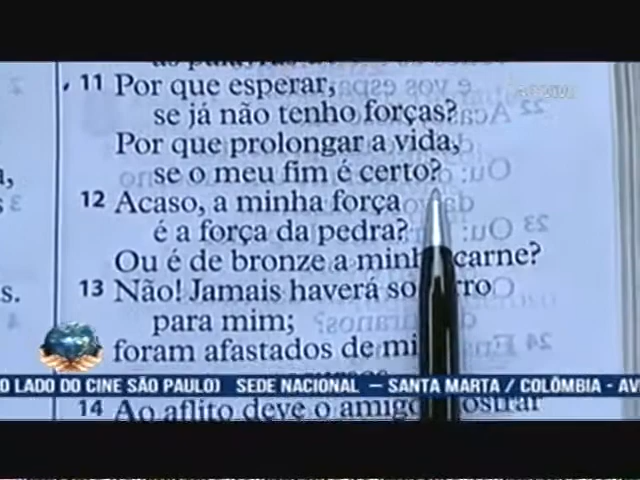 11 Por que esperar,
se já não tenho forças?
Por que prolongar a vida,
se o meu fim é certo?
12 Acaso, a minha força
é a força da pedra?
Ou é de bronze a minha carne?
13 Não! Jamais haverá
para mim;
foram afastados de
O LADO DO CINE SÃO PAULO) SEDE NACIONAL — SANTA MARTA / COLÔMBIA - AV
14 Ao aflito deve o amigo